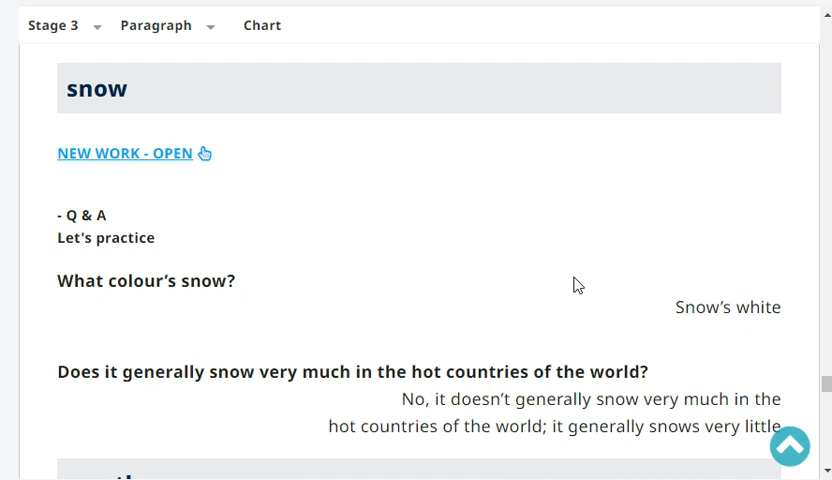 Stage 3 Paragraph Chart
snow
NEW WORK - OPEN
- Q & A
Let's practice
What colour’s snow?
Snow’s white
Does it generally snow very much in the hot countries of the world?
No, it doesn’t generally snow very much in the
hot countries of the world; it generally snows very little